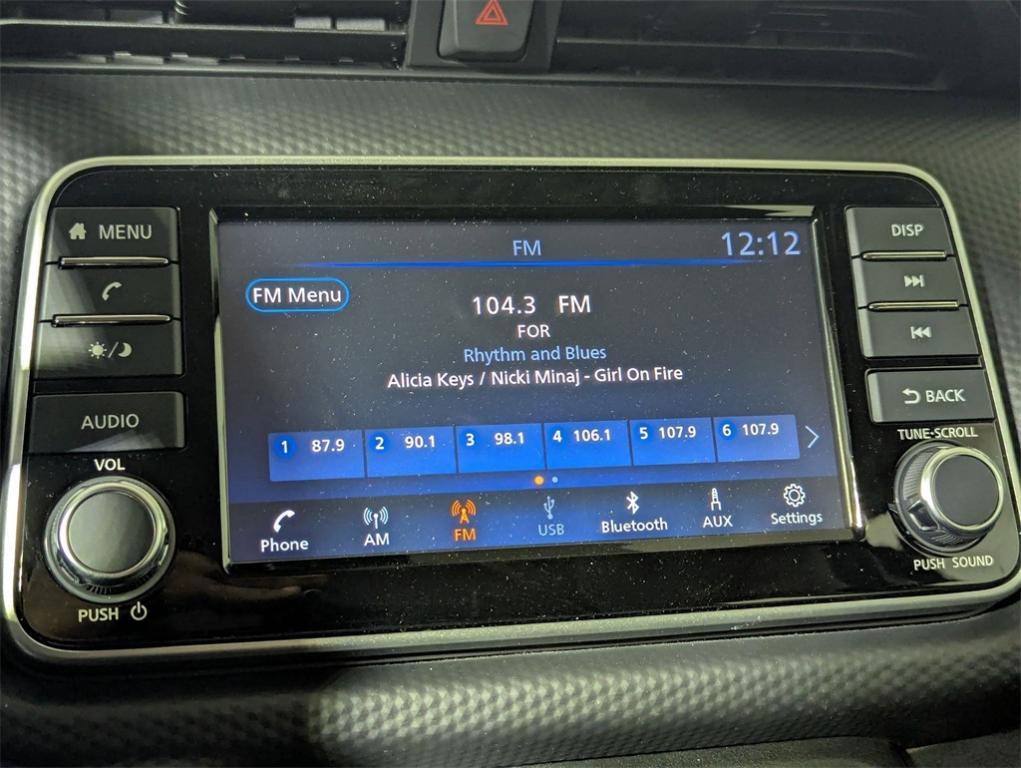 MENU
AUDIO
VOL
PUSH
FM
12:12
FM Menu
104.3 FM
FOR
Rhythm and Blues
Alicia Keys / Nicki Minaj - Girl On Fire
1 87.9 2 90.1 3 98.1 4 106.1 5 107.9 6 107.9
Phone AM FM USB Bluetooth AUX Settings
DISP
BACK
TUNE·SCROLL
PUSH SOUND